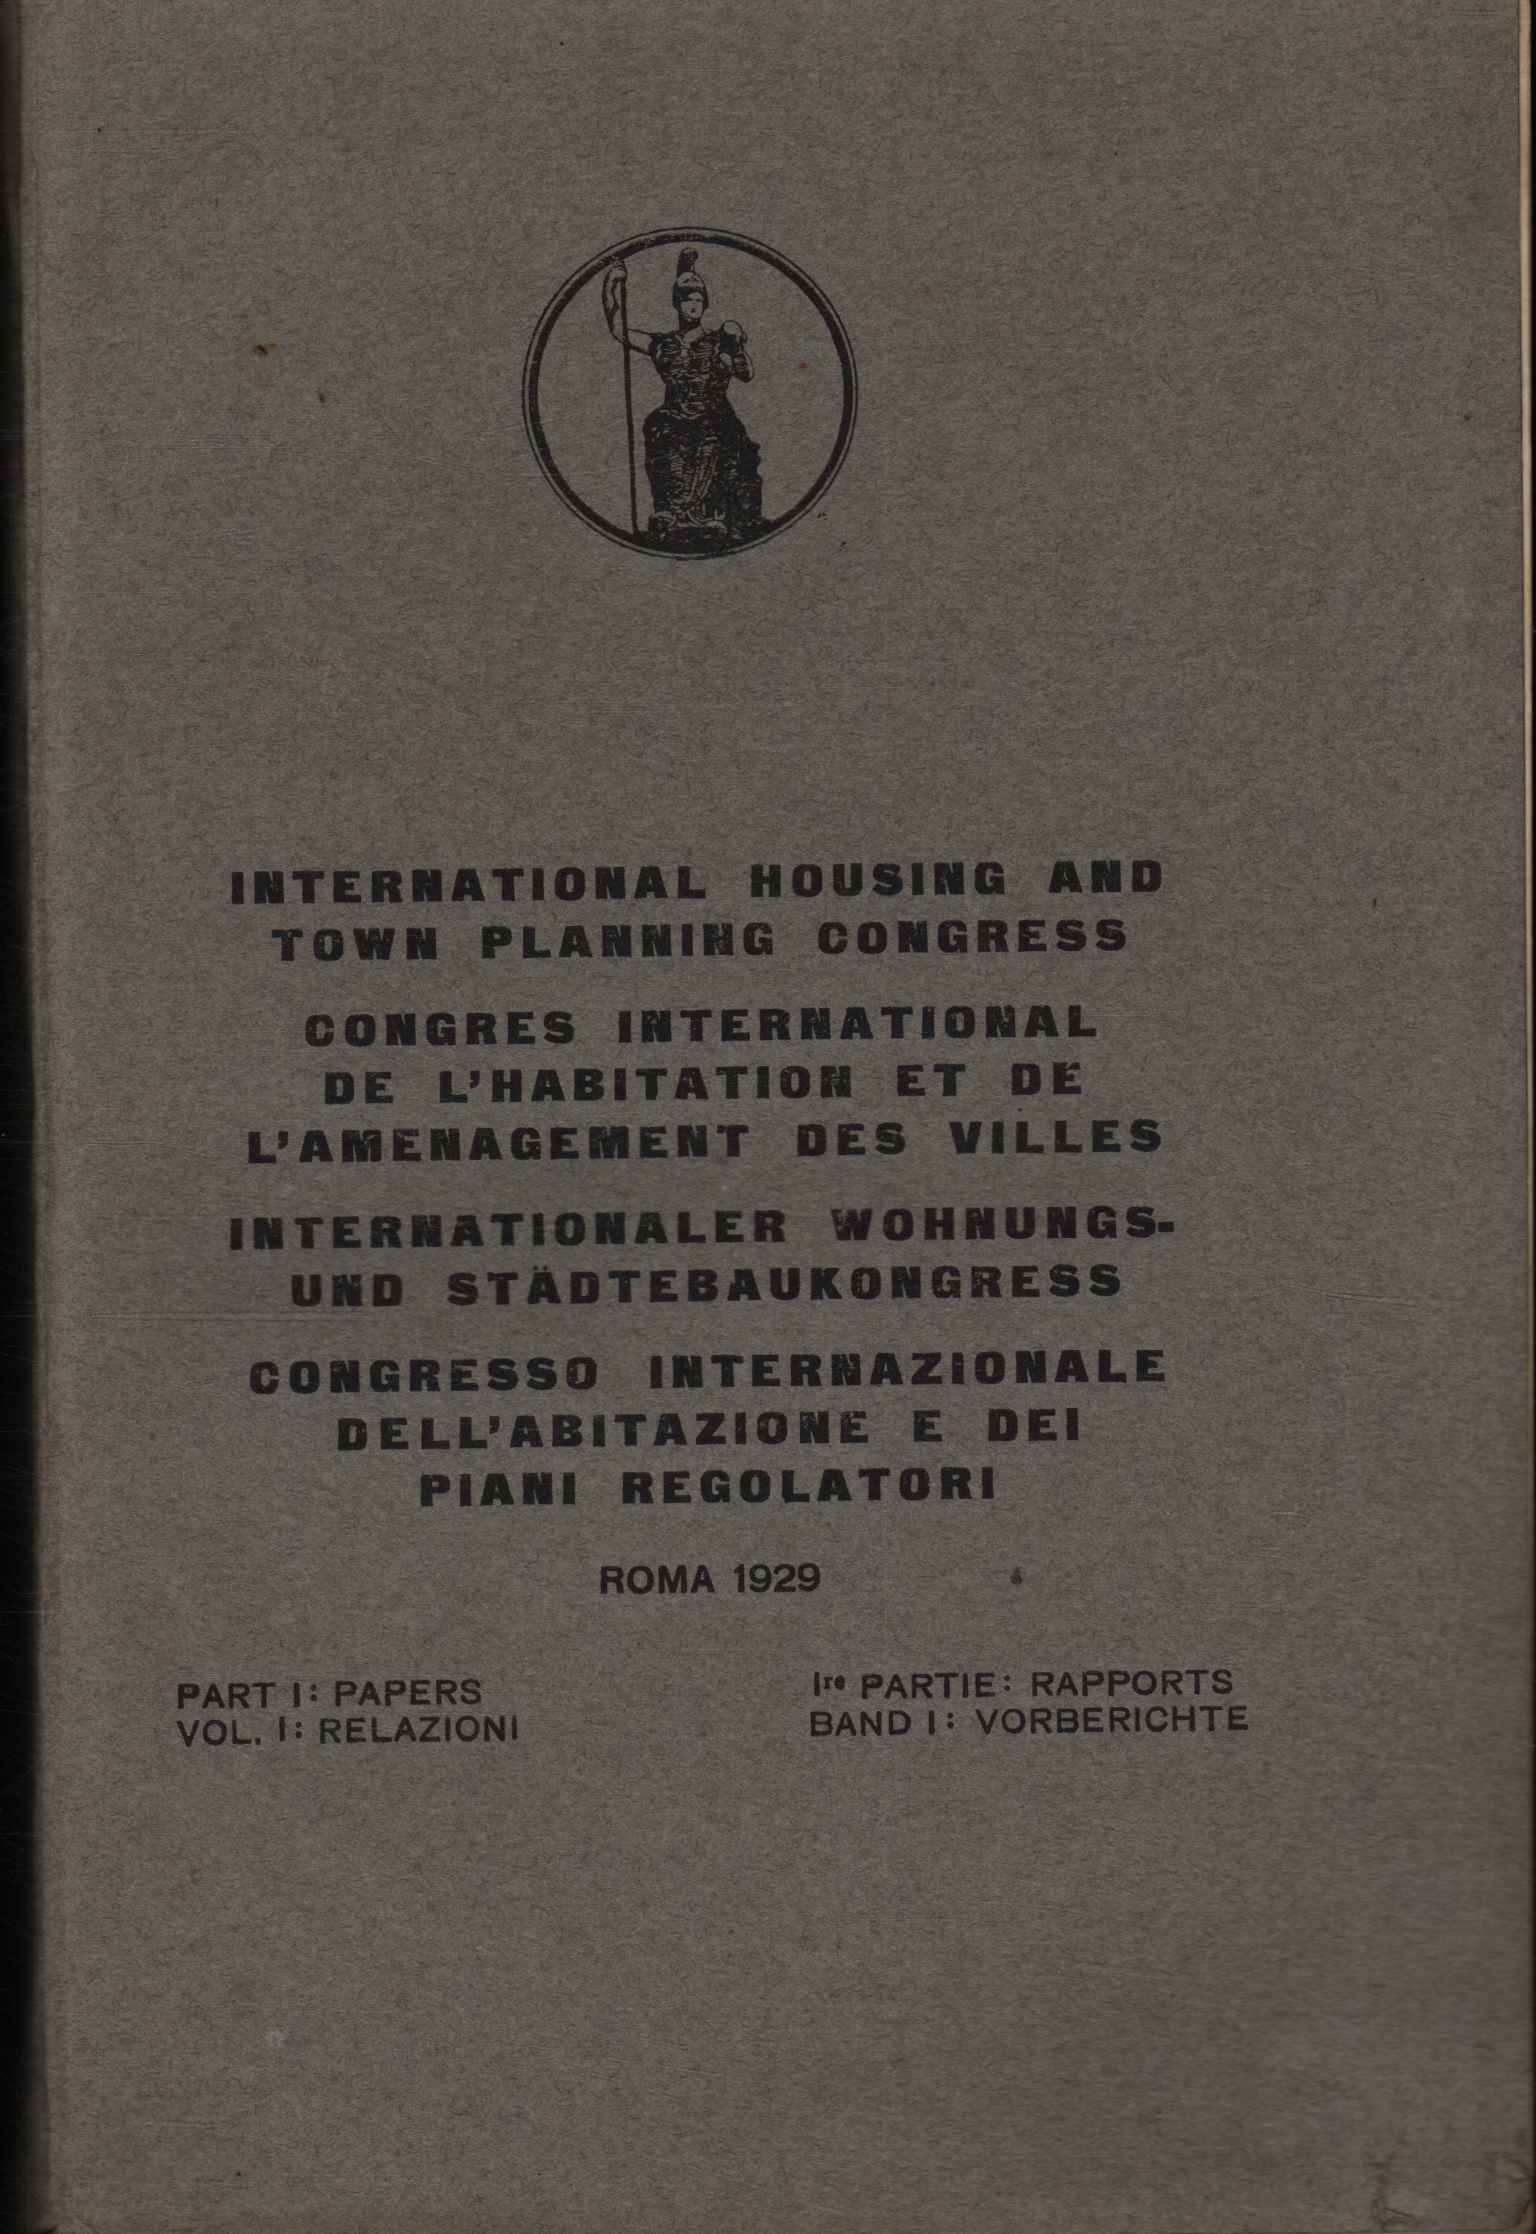 INTERNATIONAL HOUSING AND
TOWN PLANNING CONGRESS
CONGRES INTERNATIONAL
DE L'HABITATION ET DE
L'AMENAGEMENT DES VILLES
INTERNATIONALER WOHNUNGS-
UND STÄDTEBAUKONGRESS
CONGRESSO INTERNAZIONALE
DELL'ABITAZIONE E DEI
PIANI REGOLATORI
ROMA 1929
PART I: PAPERS
VOL. I: RELAZIONI
Ire PARTIE: RAPPORTS
BAND I: VORBERICHTE